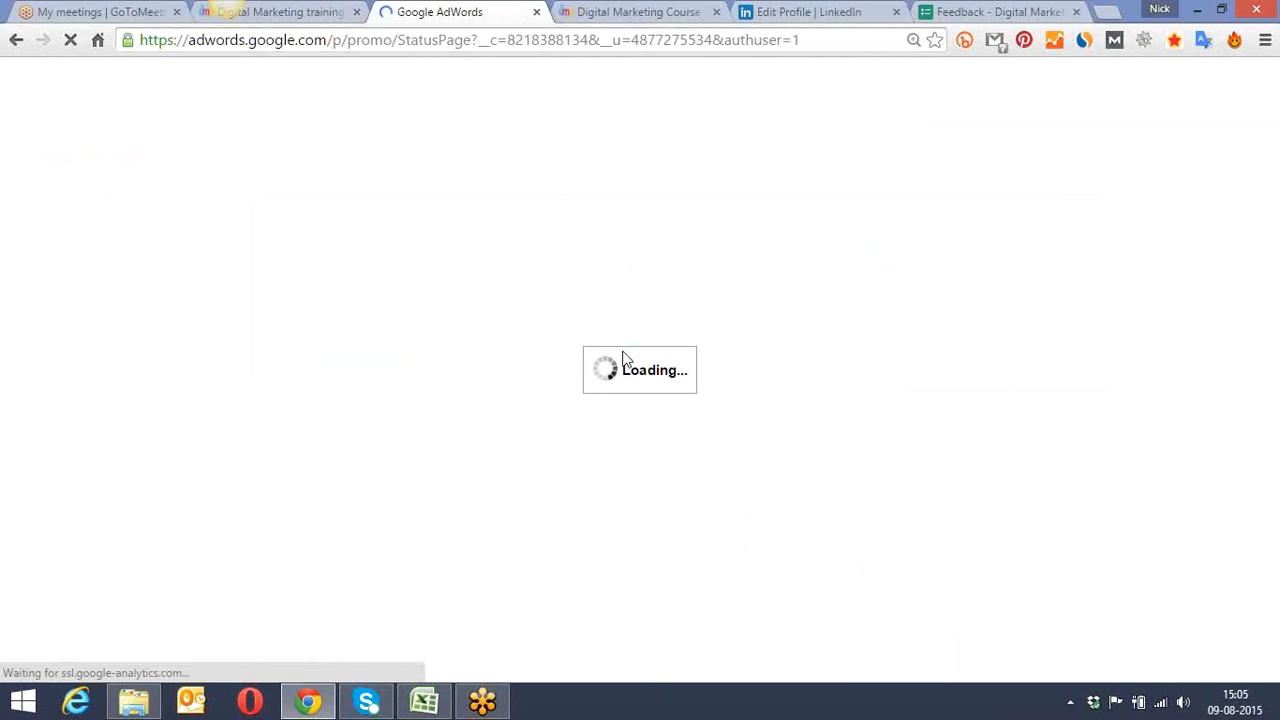 My meetings | GoToMeet
Digital Marketing training
Google AdWords
Digital Marketing Course
Edit Profile | LinkedIn
Feedback - Digital Market
Nick
https://adwords.google.com/p/promo/StatusPage?__c=8218388134&__u=4877275534&authuser=1
Loading...
Waiting for ssl.google-analytics.com...
15:05
09-08-2015